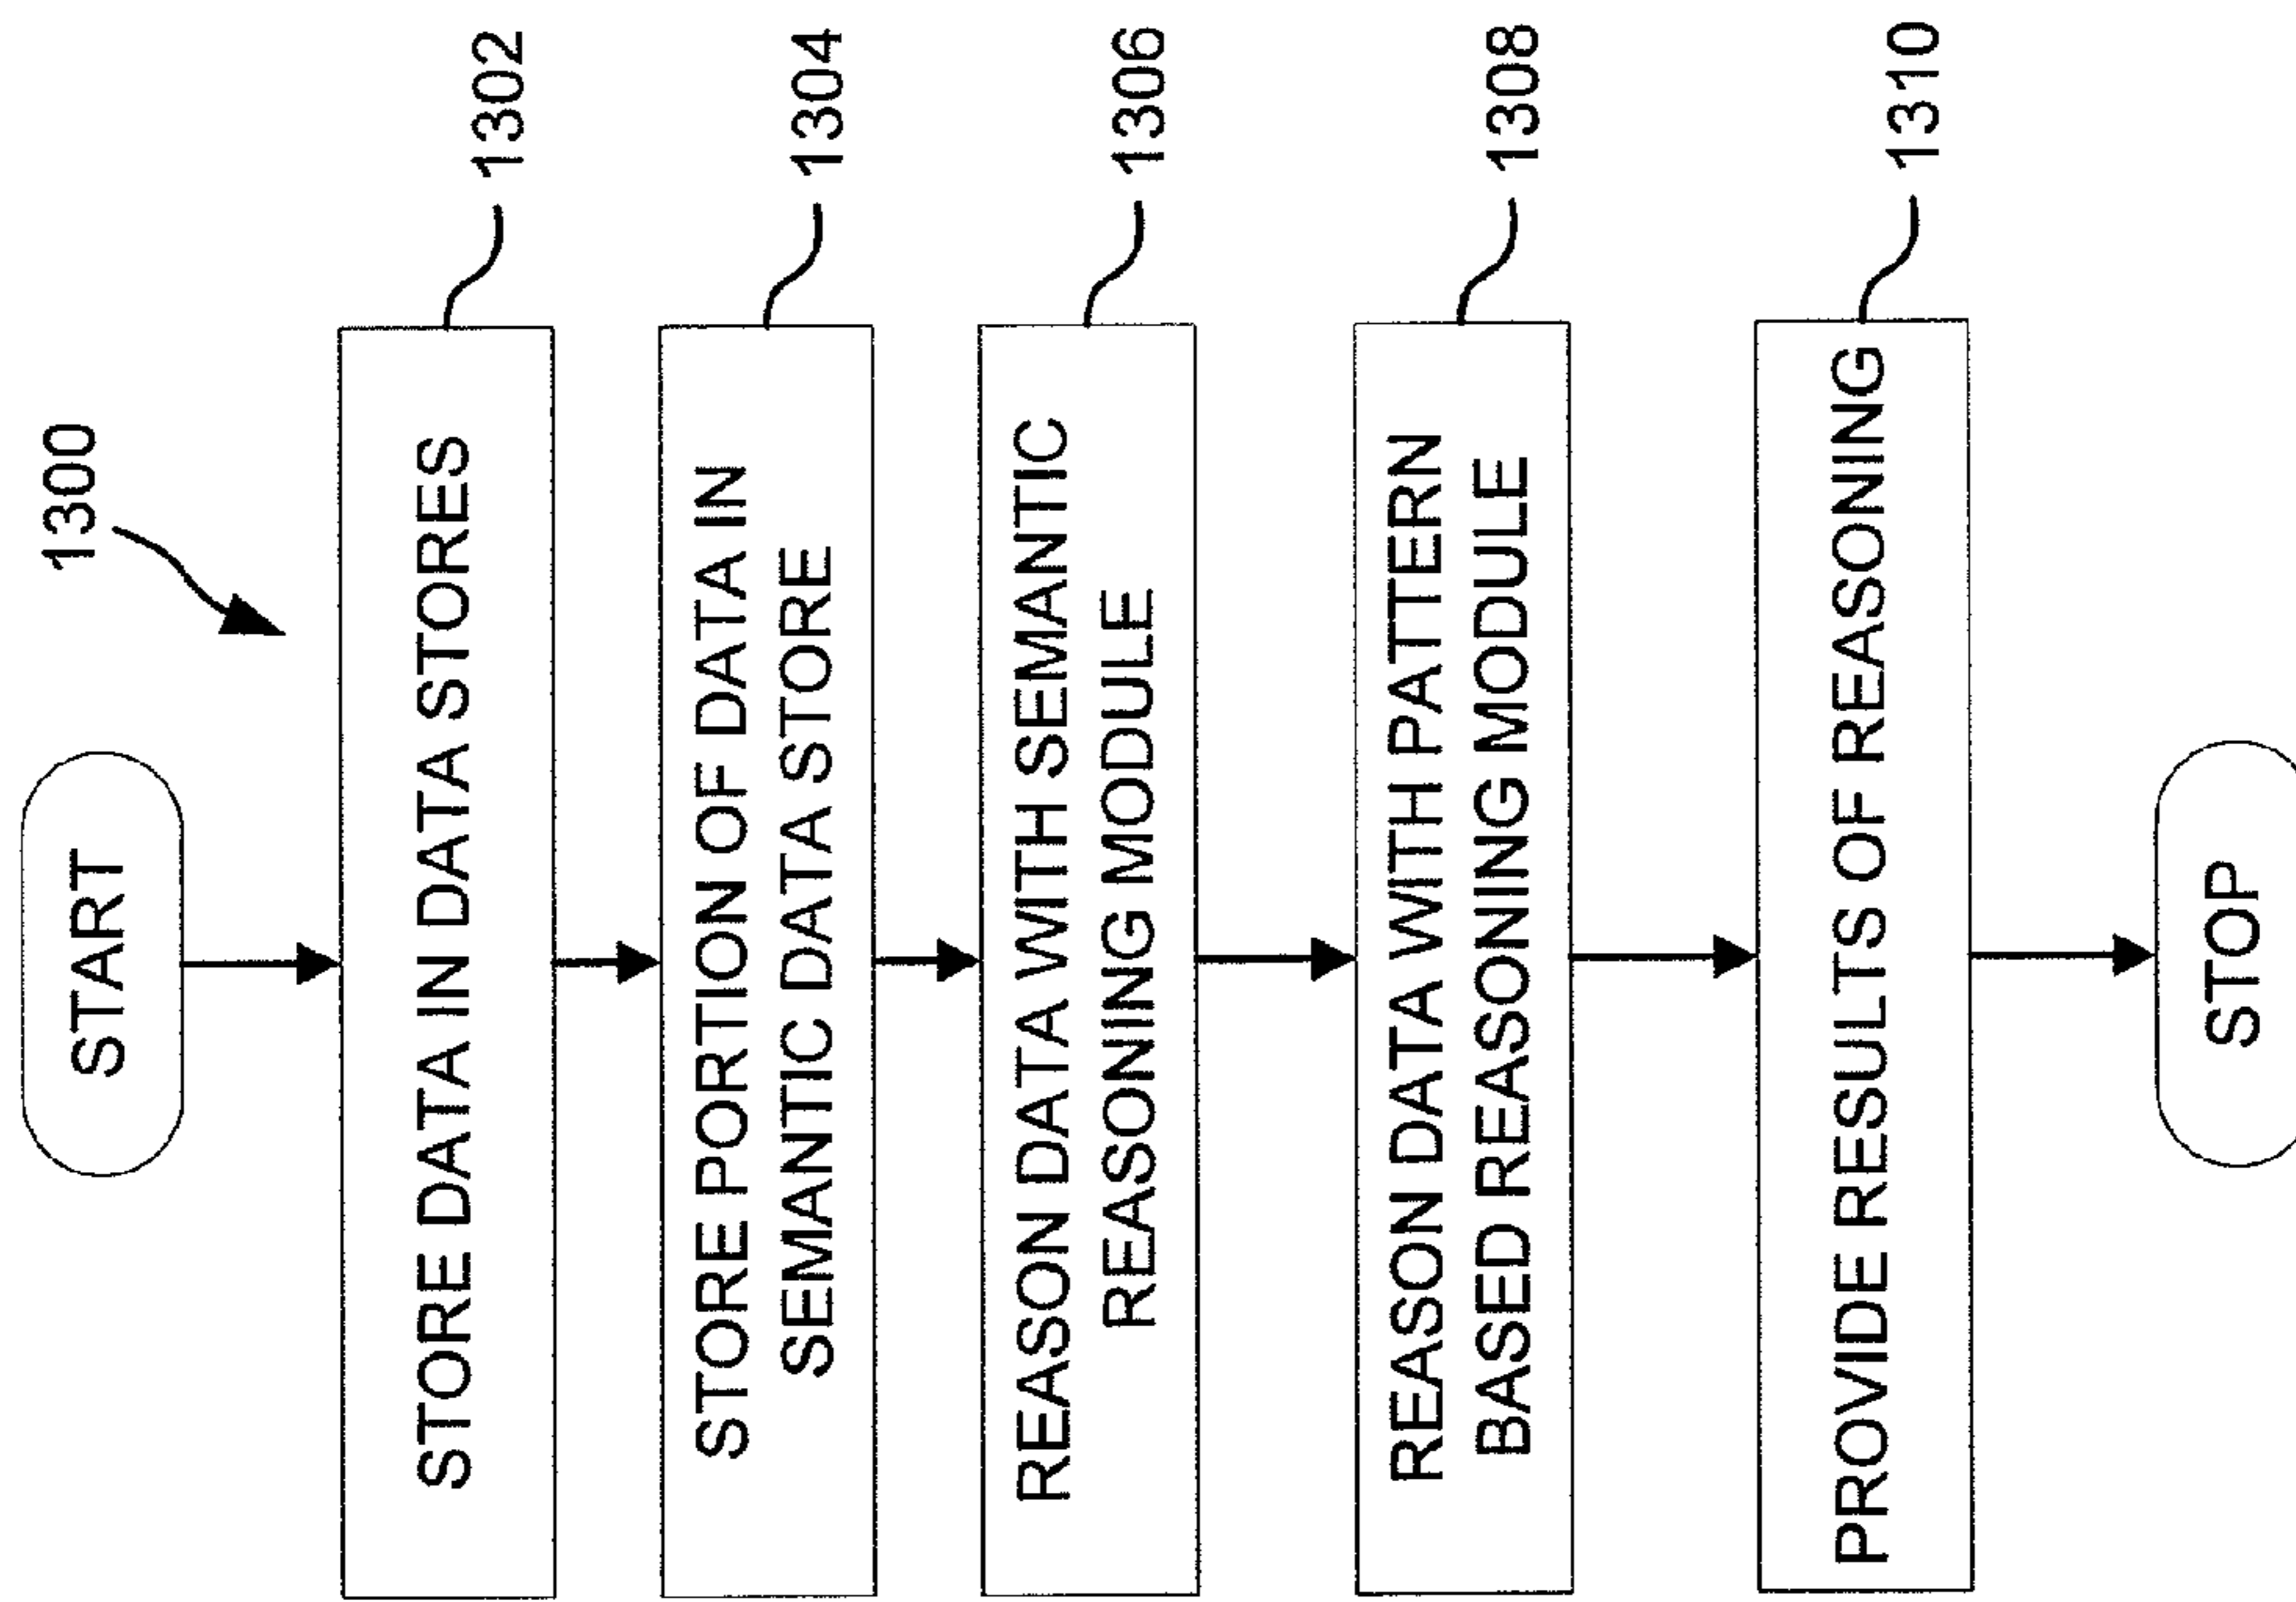 1300
START
STORE DATA IN DATA STORES
1302
STORE PORTION OF DATA IN
SEMANTIC DATA STORE
1304
REASON DATA WITH SEMANTIC
REASONING MODULE
1306
REASON DATA WITH PATTERN
BASED REASONING MODULE
1308
PROVIDE RESULTS OF REASONING
1310
STOP